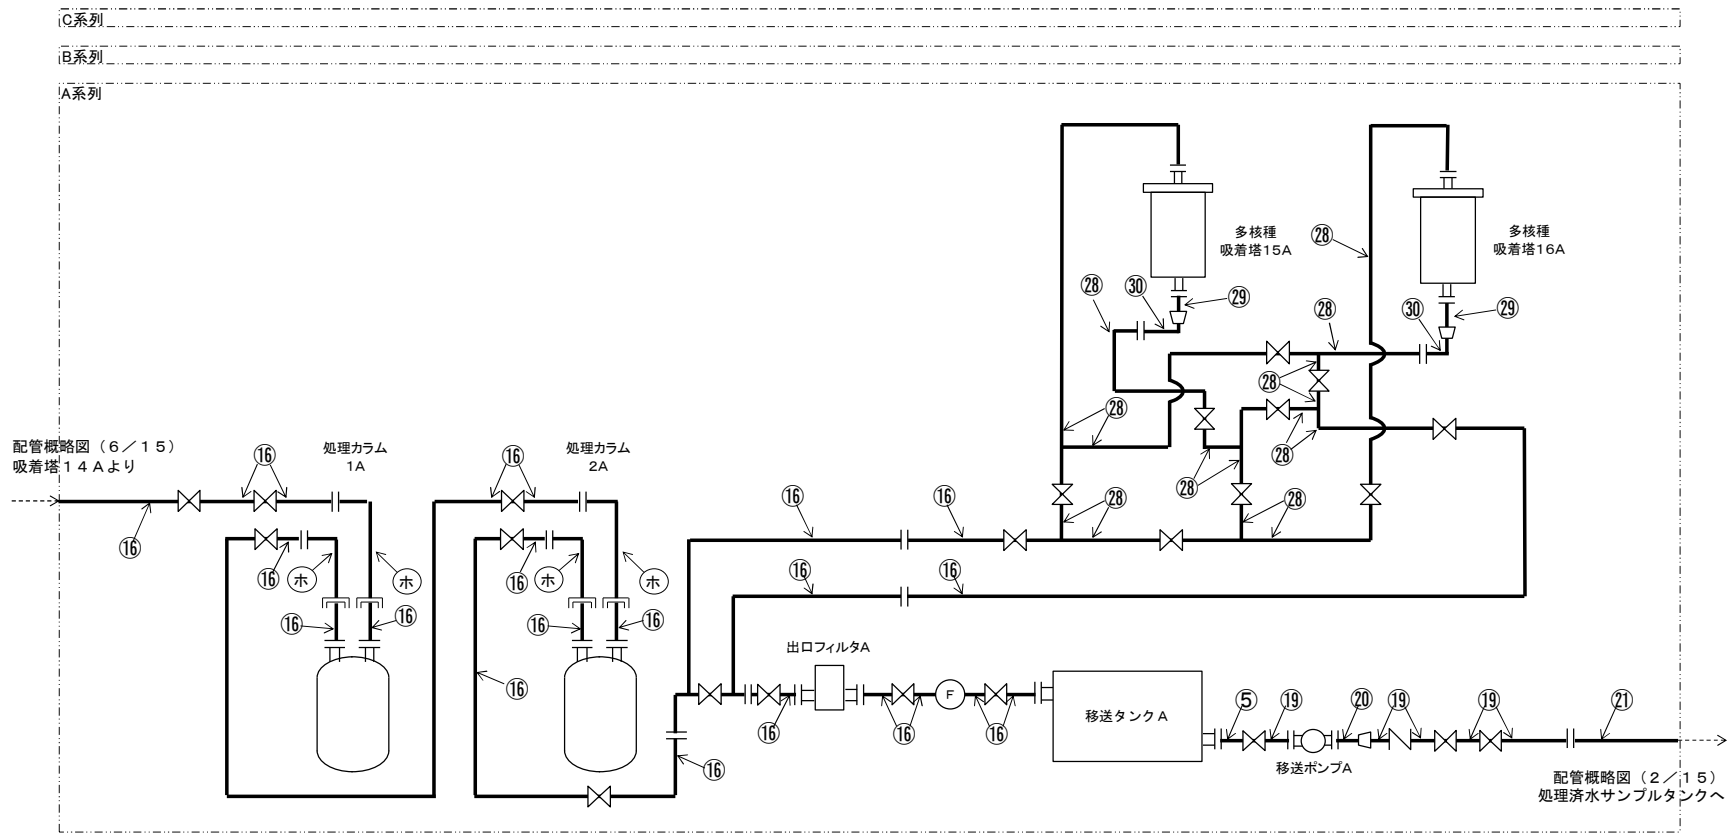 C系列
B系列
A系列
多核種
吸着塔15A
㉘
多核種
吸着塔16A
㉘
㉚
㉙
㉘
㉚
㉙
㉘
㉘
配管概略図（６／１５）
吸着塔１４Ａより
⑯
処理カラム
1A
⑯
処理カラム
2A
㉘
㉘
⑯
⑯
㉘
㉘
⑯
⑯
ホ
ホ
⑯
ホ
ホ
⑯
⑯
⑯
⑯
⑯
⑯
出口フィルタA
⑯
F
移送タンクA
⑤
⑲
⑳
⑲
⑲
㉑
⑯
⑯
⑯
⑯
移送ポンプA
配管概略図（２／１５）
処理済水サンプルタンクへ